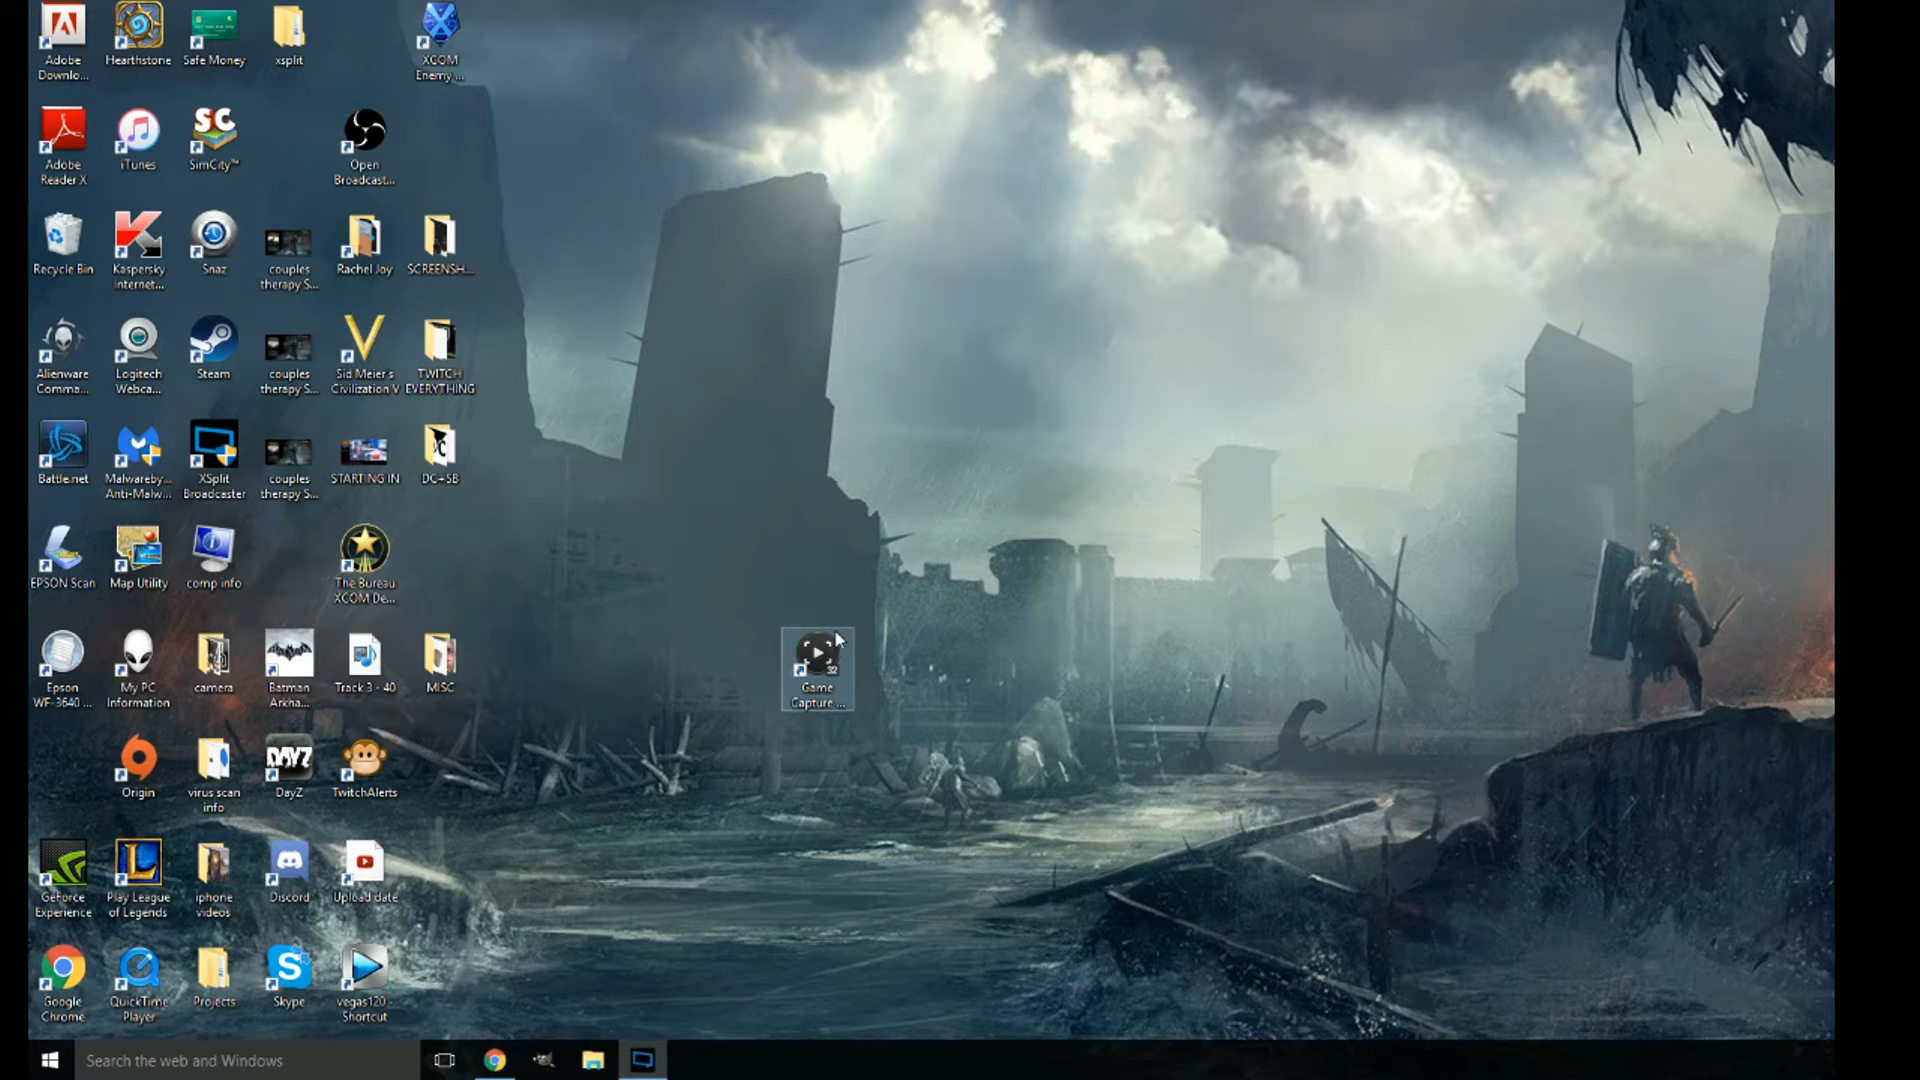 Adobe
Downlo...
Hearthstone
Safe Money
xsplit
XCOM
Enemy ...
Adobe
Reader X
iTunes
SC
SimCity™
Open
Broadcast...
Recycle Bin
Kaspersky
Internet...
Snaz
couples
therapy S...
Rachel Joy
SCREENSH...
Alienware
Comma...
Logitech
Webca...
Steam
couples
therapy S...
Sid Meier's
Civilization V
TWITCH
EVERYTHING
Battle.net
Malwareby...
Anti-Malw...
XSplit
Broadcaster
couples
therapy S...
STARTING IN
DC+SB
EPSON Scan
Map Utility
comp info
The Bureau
XCOM De...
Epson
WF-3640 ...
My PC
Information
camera
Batman
Arkha...
Track 3 - 40
MISC
32
Game
Capture ...
Origin
virus scan
info
DAYZ
DayZ
TwitchAlerts
GeForce
Experience
Play League
of Legends
iphone
videos
Discord
Upload date
Google
Chrome
QuickTime
Player
Projects
Skype
vegas120 -
Shortcut
Search the web and Windows